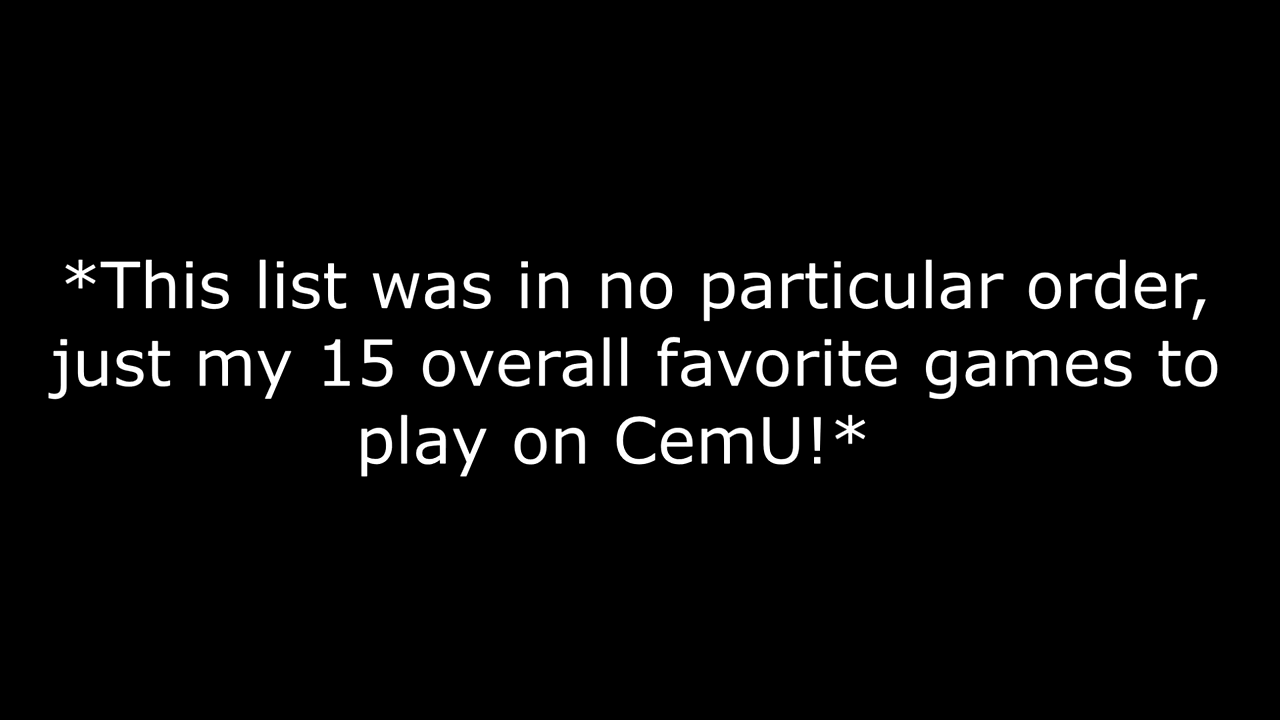 *This list was in no particular order,
just my 15 overall favorite games to
play on CemU!*